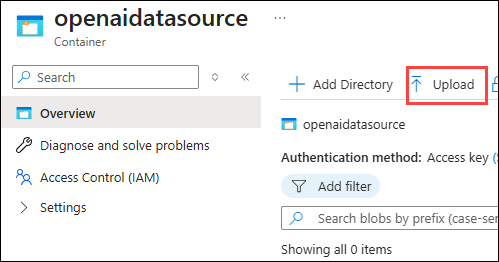 openaidatasource
...
Container
Search
Overview
Diagnose and solve problems
Access Control (IAM)
Settings
Add Directory
Upload
openaidatasource
Authentication method: Access key (
Add filter
Search blobs by prefix (case-se
Showing all 0 items